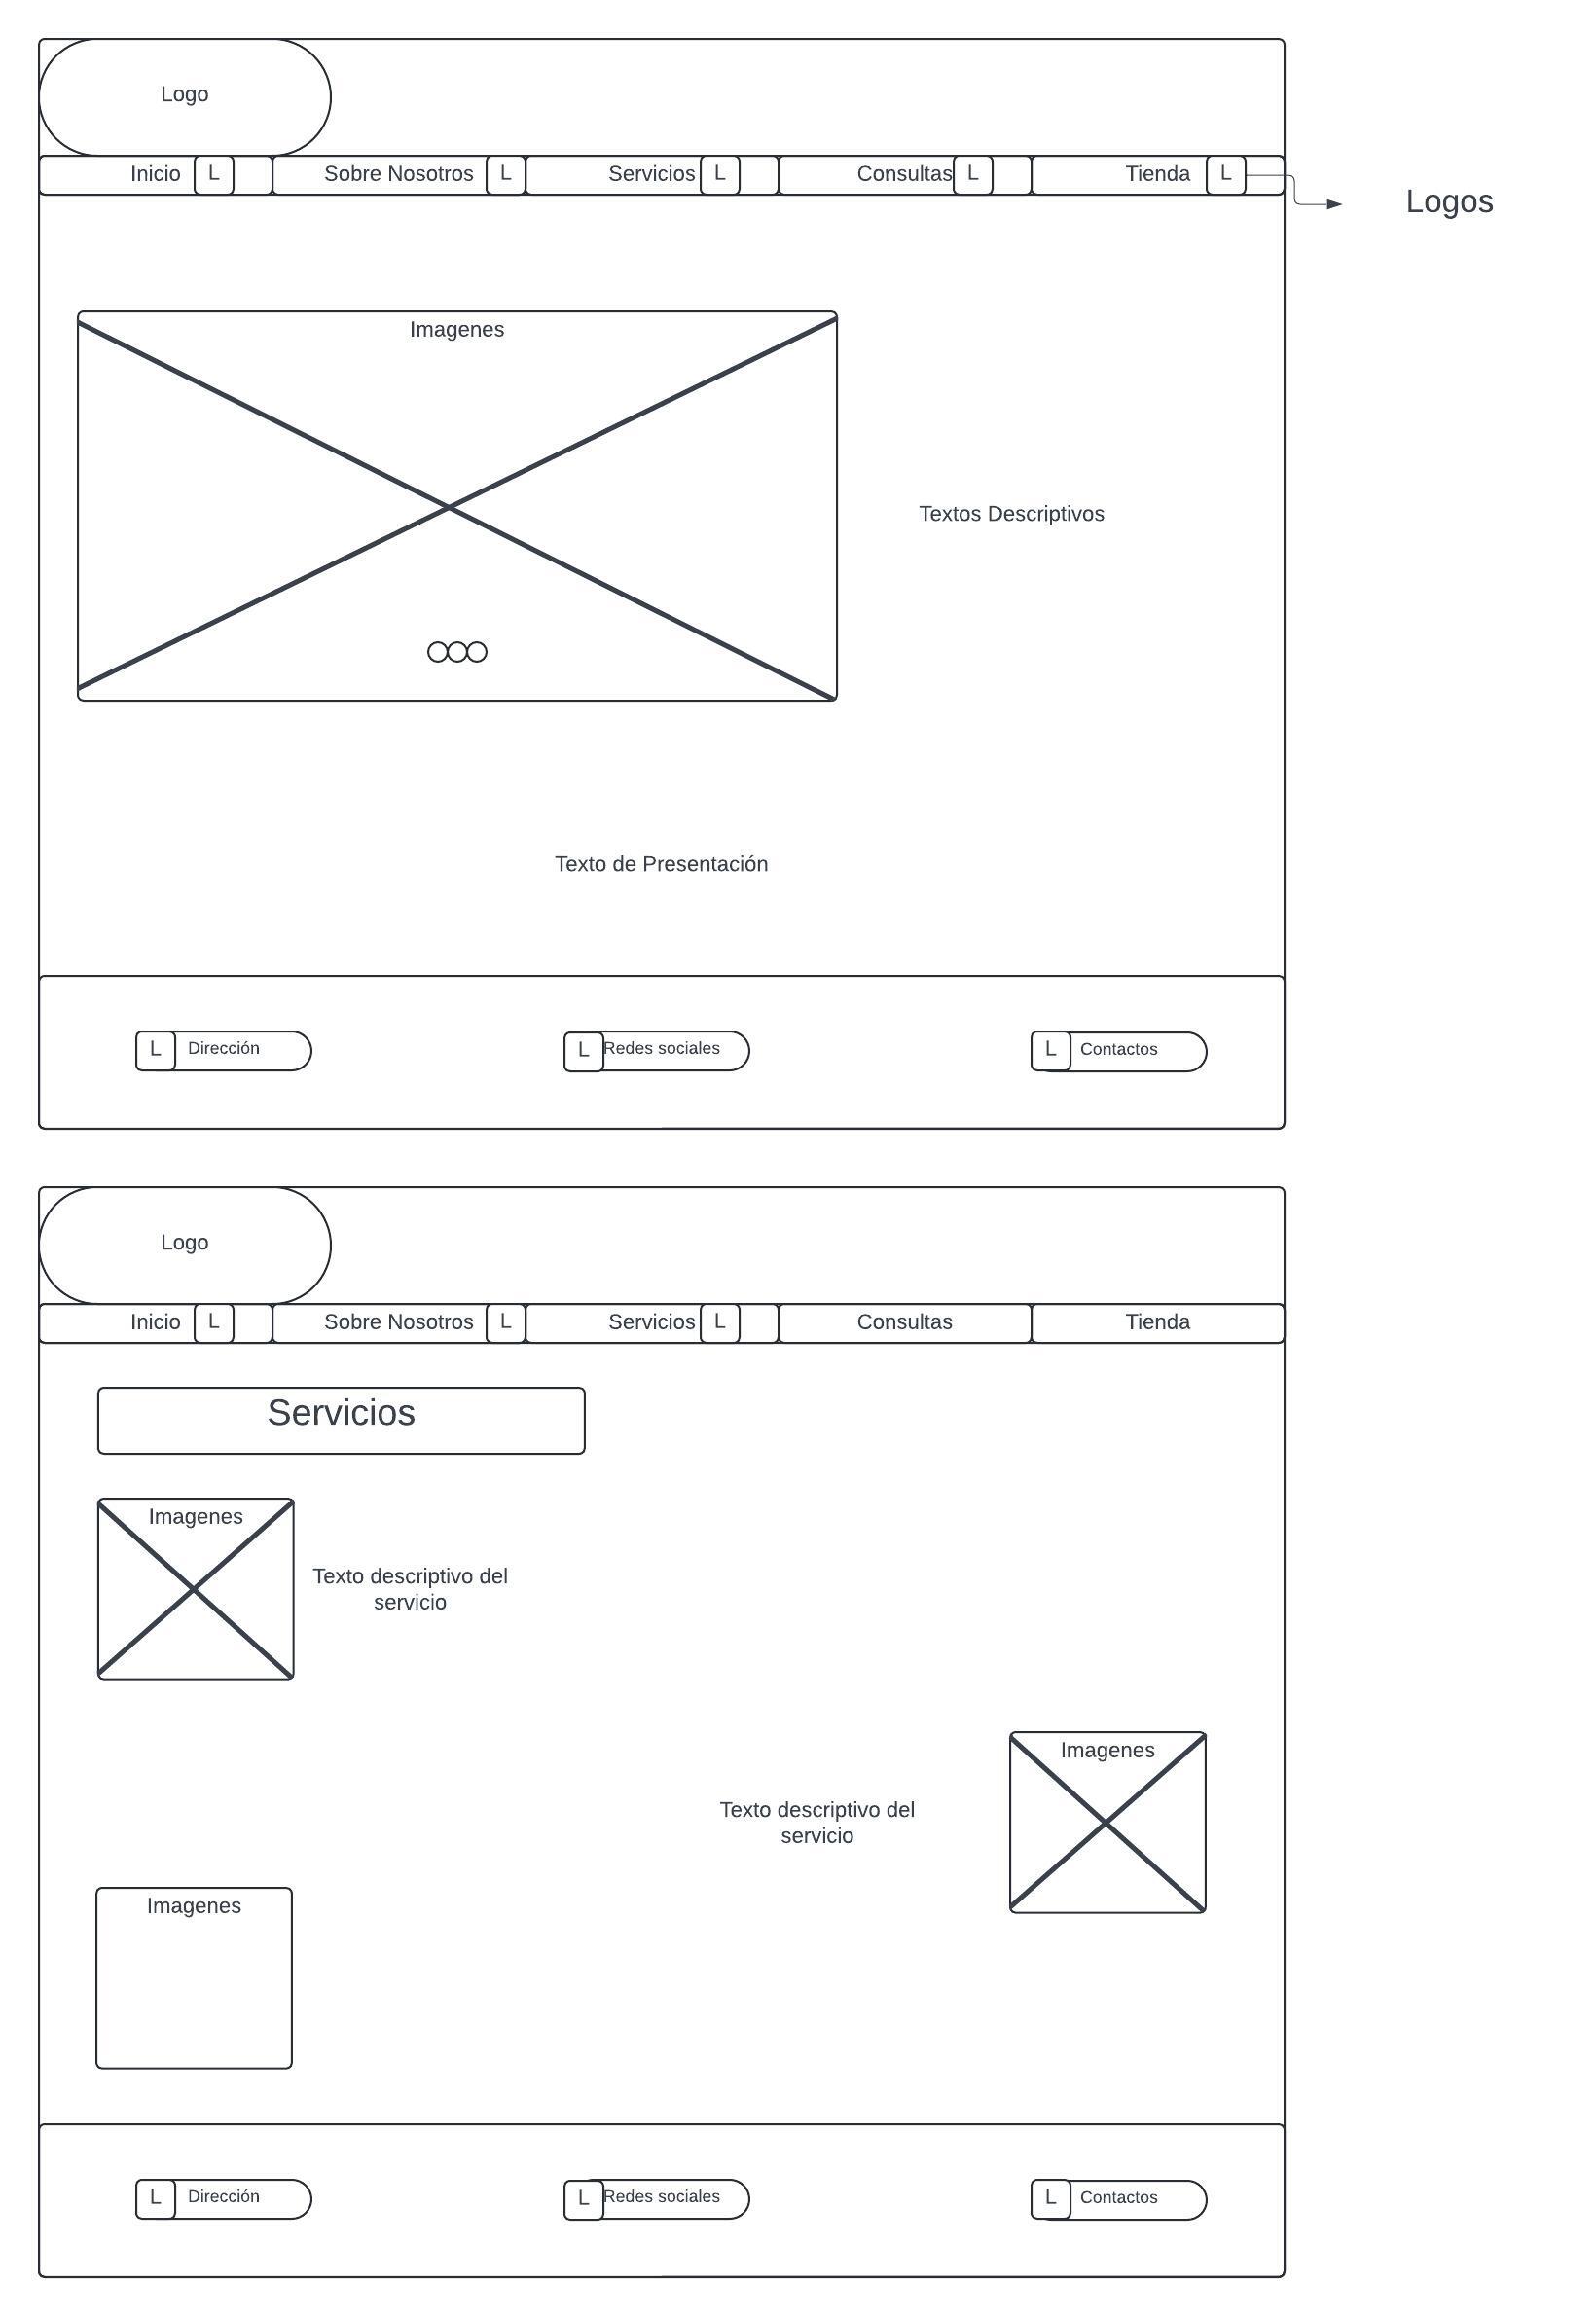 Logo
Inicio L Sobre Nosotros L Servicios L Consultas L Tienda L
Logos
Imagenes
Textos Descriptivos
Texto de Presentación
L Dirección L Redes sociales L Contactos
Logo
Inicio L Sobre Nosotros L Servicios L Consultas Tienda
Servicios
Imagenes
Texto descriptivo del
servicio
Imagenes
Texto descriptivo del
servicio
Imagenes
L Dirección L Redes sociales L Contactos